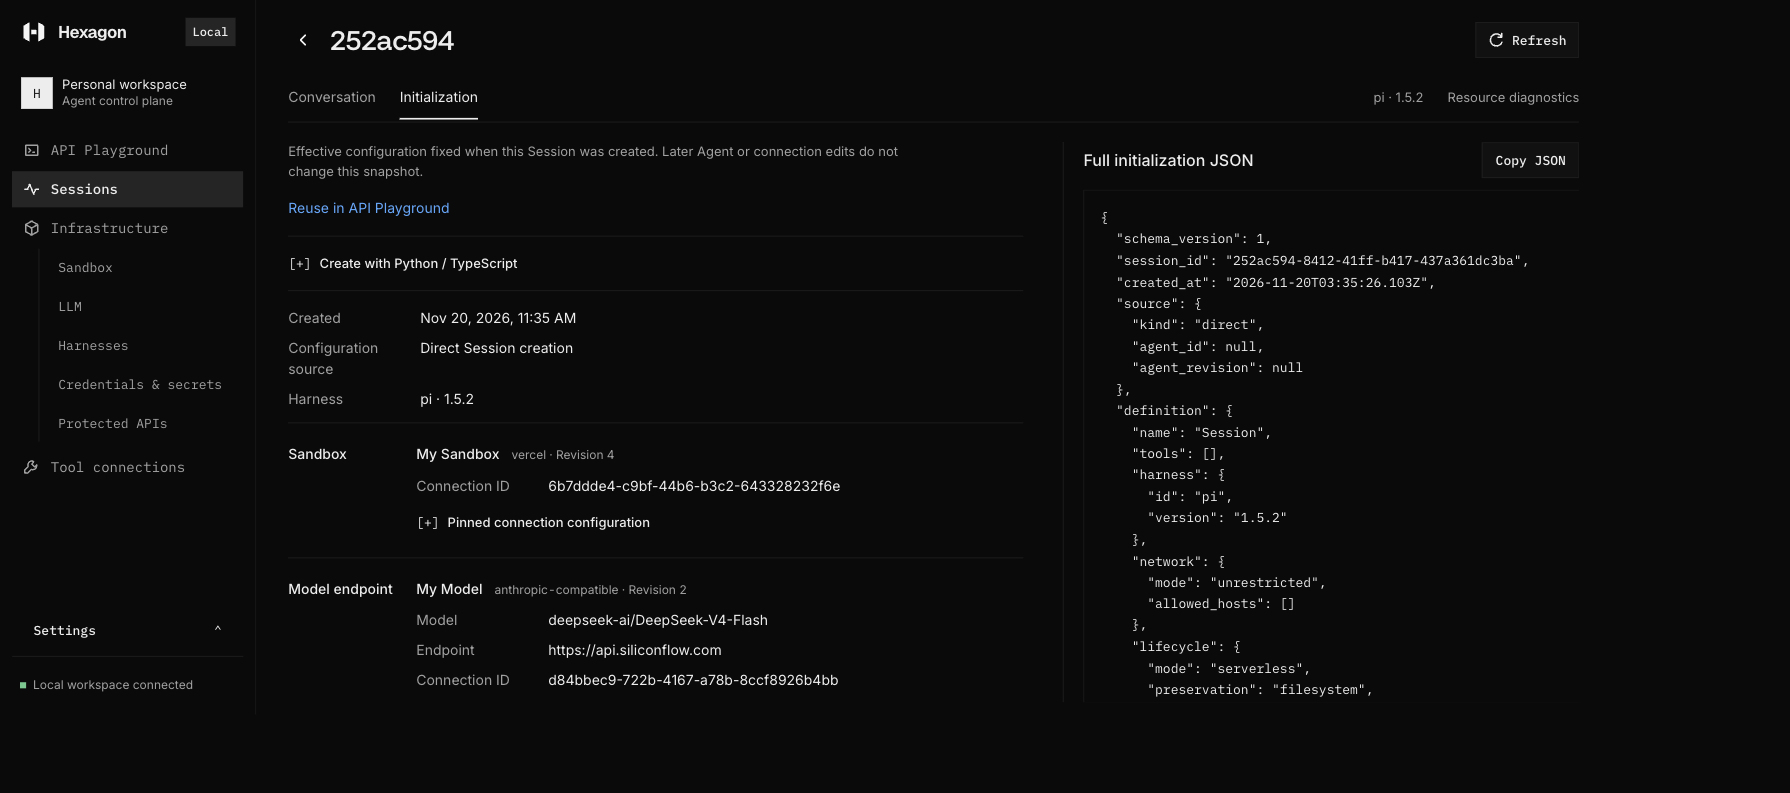 Hexagon
Local
H
Personal workspace
Agent control plane
API Playground
Sessions
Infrastructure
Sandbox
LLM
Harnesses
Credentials & secrets
Protected APIs
Tool connections
Settings
Local workspace connected
252ac594
Refresh
Conversation
Initialization
pi · 1.5.2
Resource diagnostics
Effective configuration fixed when this Session was created. Later Agent or connection edits do not
change this snapshot.
Reuse in API Playground
[+] Create with Python / TypeScript
Created Nov 20, 2026, 11:35 AM
Configuration Direct Session creation
source
Harness pi · 1.5.2
Sandbox My Sandbox vercel · Revision 4
Connection ID 6b7ddde4-c9bf-44b6-b3c2-643328232f6e
[+] Pinned connection configuration
Model endpoint My Model anthropic-compatible · Revision 2
Model deepseek-ai/DeepSeek-V4-Flash
Endpoint https://api.siliconflow.com
Connection ID d84bbec9-722b-4167-a78b-8ccf8926b4bb
Full initialization JSON
Copy JSON
{
"schema_version": 1,
"session_id": "252ac594-8412-41ff-b417-437a361dc3ba",
"created_at": "2026-11-20T03:35:26.103Z",
"source": {
"kind": "direct",
"agent_id": null,
"agent_revision": null
},
"definition": {
"name": "Session",
"tools": [],
"harness": {
"id": "pi",
"version": "1.5.2"
},
"network": {
"mode": "unrestricted",
"allowed_hosts": []
},
"lifecycle": {
"mode": "serverless",
"preservation": "filesystem",